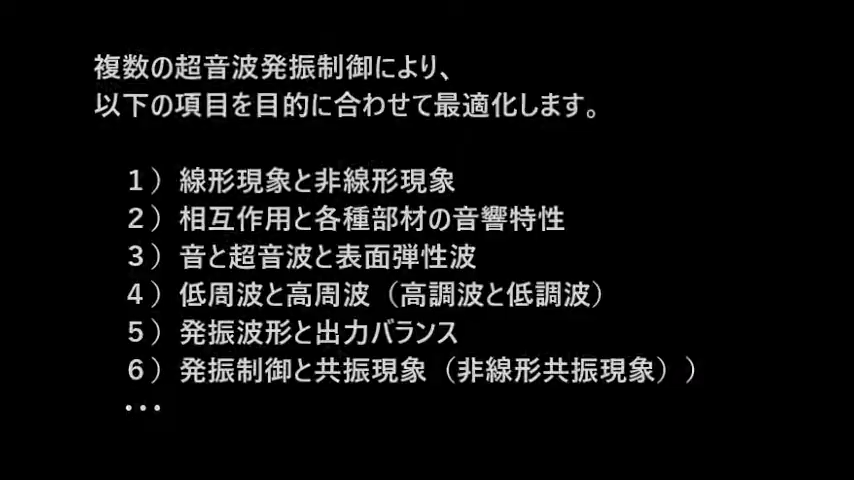 複数の超音波発振制御により、
以下の項目を目的に合わせて最適化します。
１）線形現象と非線形現象
２）相互作用と各種部材の音響特性
３）音と超音波と表面弾性波
４）低周波と高周波（高調波と低調波）
５）発振波形と出力バランス
６）発振制御と共振現象（非線形共振現象））
・・・